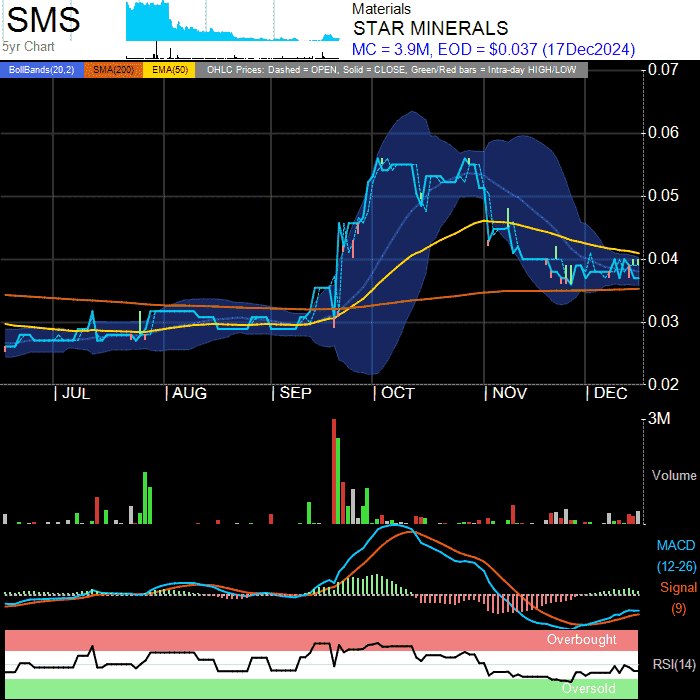 SMS
5yr Chart
Materials
STAR MINERALS
MC = 3.9M, EOD = $0.037 (17Dec2024)
BollBands(20,2) SMA(200) EMA(50) OHLC Prices: Dashed = OPEN, Solid = CLOSE, Green/Red bars = Intra-day HIGH/LOW
0.07
0.06
0.05
0.04
0.03
0.02
| JUL | AUG | SEP | OCT | NOV | DEC
3M
Volume
MACD
(12-26)
Signal
(9)
Overbought
RSI(14)
Oversold